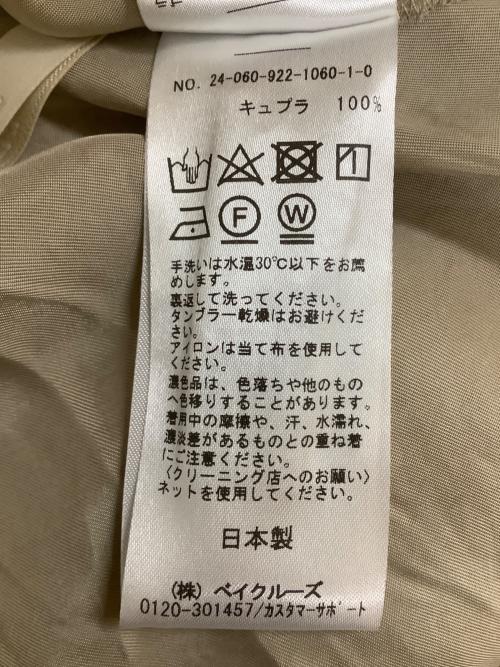 NO. 24-060-922-1060-1-0
キュプラ 100%
F
W
手洗いは水温30℃以下をお薦
めします。
裏返して洗ってください。
タンブラー乾燥はお避けくだ
さい。
アイロンは当て布を使用して
ください。
濃色品は、色落ちや他のもの
へ色移りすることがあります。
着用中の摩擦や、汗、水濡れ、
濃淡差があるものとの重ね着
にご注意ください。
〈クリーニング店へのお願い〉
ネットを使用してください。
日本製
(株) ベイクルーズ
0120-301457/カスタマーサポート